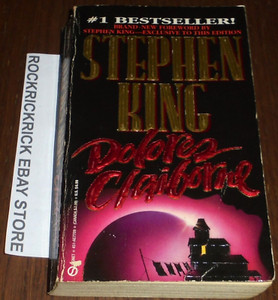 #1 BESTSELLER!
BRAND-NEW FOREWORD BY
STEPHEN KING—EXCLUSIVE TO THIS EDITION
STEPHEN
KING
Dolores
Claiborne
ROCKRICKRICK EBAY STORE